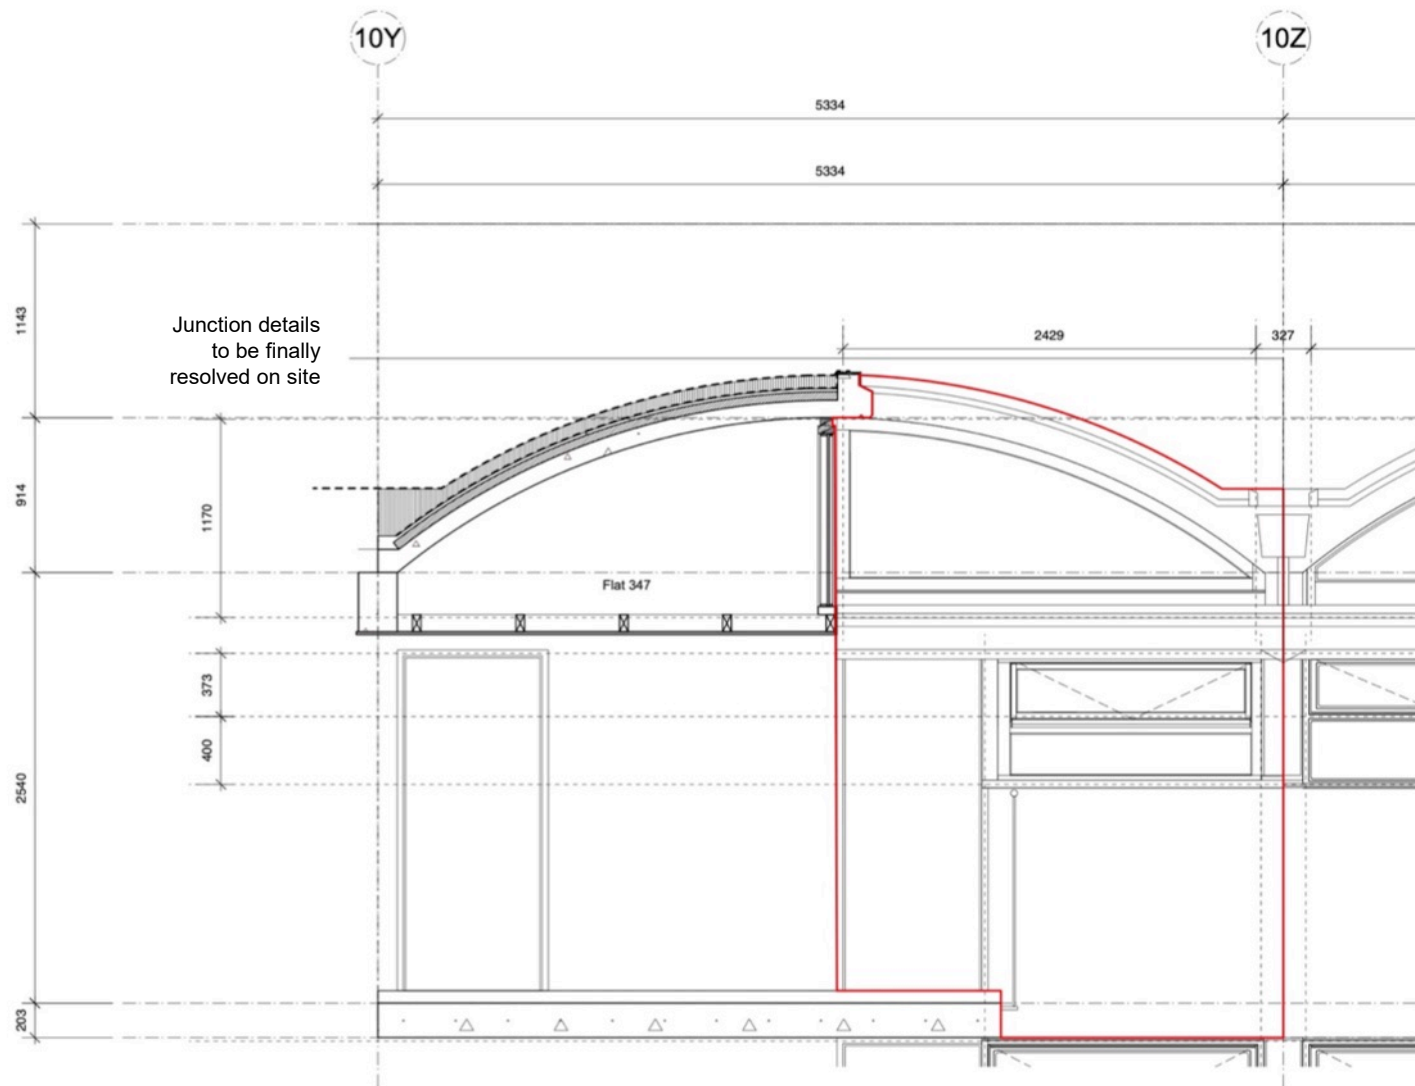 10Y
10Z
5334
5334
1143
Junction details
to be finally
resolved on site
2429
327
914
1170
Flat 347
373
400
2540
203